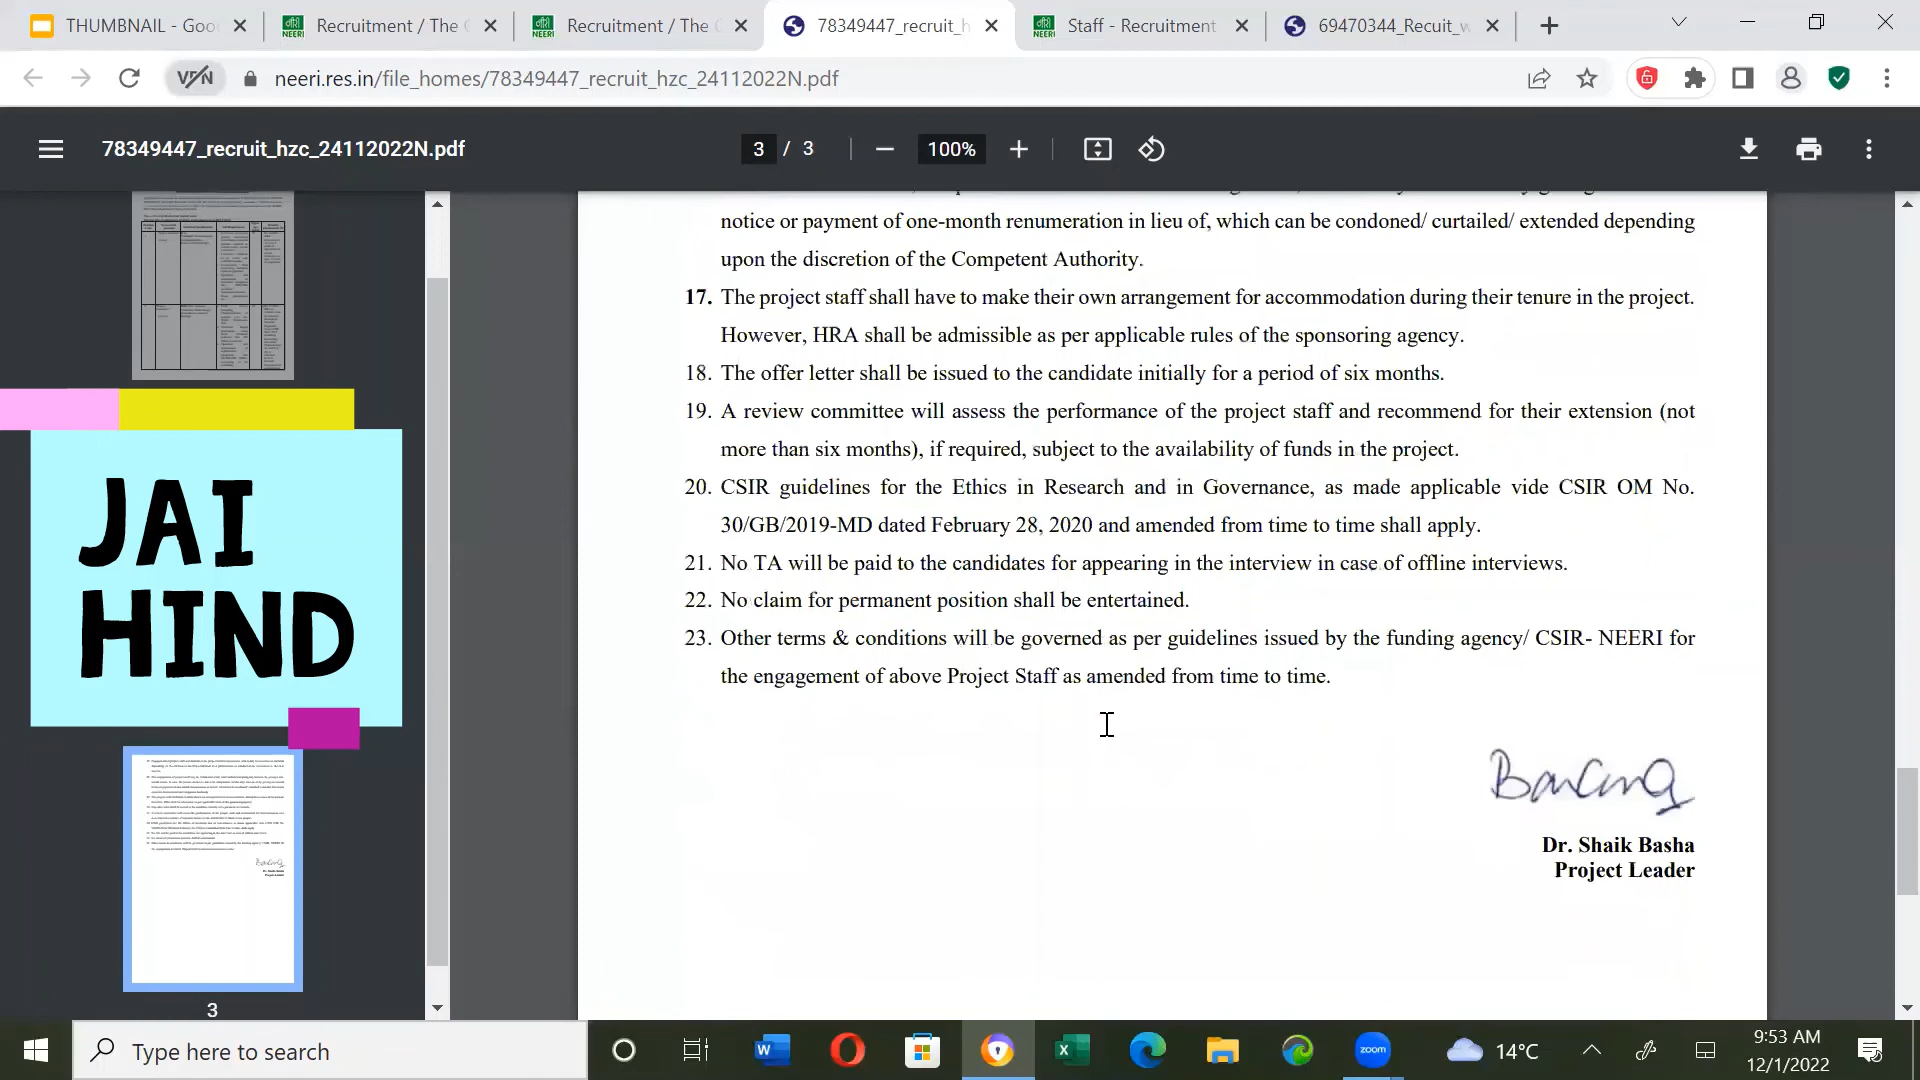 THUMBNAIL - Goo
Recruitment / The C
Recruitment / The C
78349447_recruit_h
Staff - Recruitment
69470344_Recuit_w
VPN
neeri.res.in/file_homes/78349447_recruit_hzc_24112022N.pdf
78349447_recruit_hzc_24112022N.pdf
3 / 3
100%
notice or payment of one-month renumeration in lieu of, which can be condoned/ curtailed/ extended depending
upon the discretion of the Competent Authority.
17. The project staff shall have to make their own arrangement for accommodation during their tenure in the project.
However, HRA shall be admissible as per applicable rules of the sponsoring agency.
18. The offer letter shall be issued to the candidate initially for a period of six months.
19. A review committee will assess the performance of the project staff and recommend for their extension (not
more than six months), if required, subject to the availability of funds in the project.
20. CSIR guidelines for the Ethics in Research and in Governance, as made applicable vide CSIR OM No.
30/GB/2019-MD dated February 28, 2020 and amended from time to time shall apply.
21. No TA will be paid to the candidates for appearing in the interview in case of offline interviews.
22. No claim for permanent position shall be entertained.
23. Other terms & conditions will be governed as per guidelines issued by the funding agency/ CSIR- NEERI for
the engagement of above Project Staff as amended from time to time.
Dr. Shaik Basha
Project Leader
JAI
HIND
3
Type here to search
zoom
14°C
9:53 AM
12/1/2022